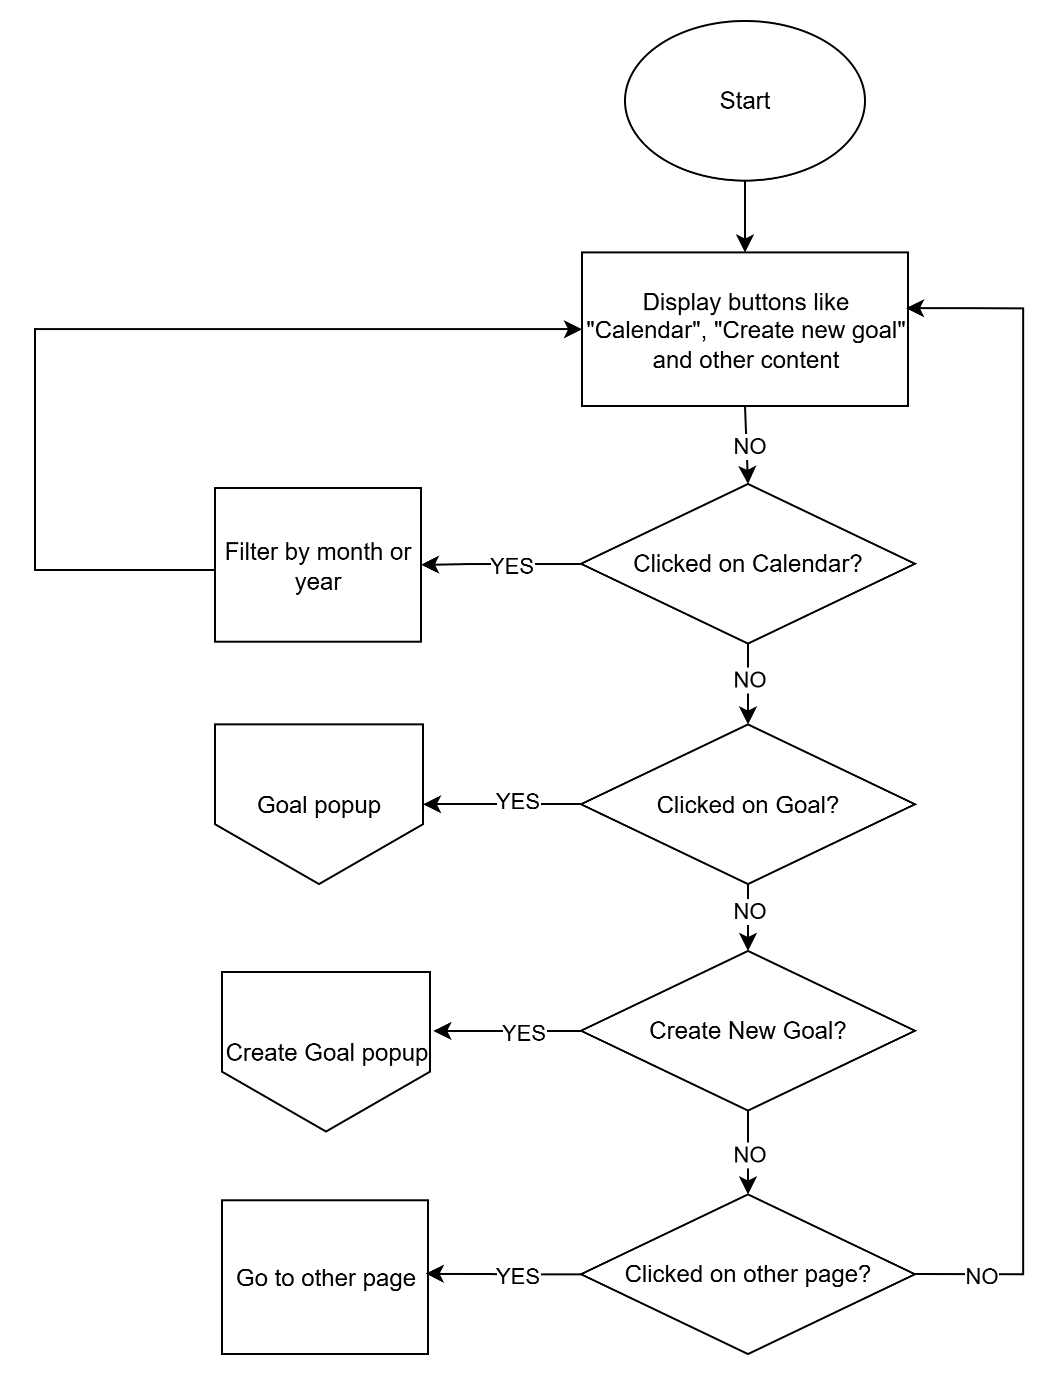 Start
Display buttons like
"Calendar", "Create new goal"
and other content
NO
Clicked on Calendar?
YES
Filter by month or
year
NO
Clicked on Goal?
YES
Goal popup
NO
Create New Goal?
YES
Create Goal popup
NO
Clicked on other page?
YES
Go to other page
NO